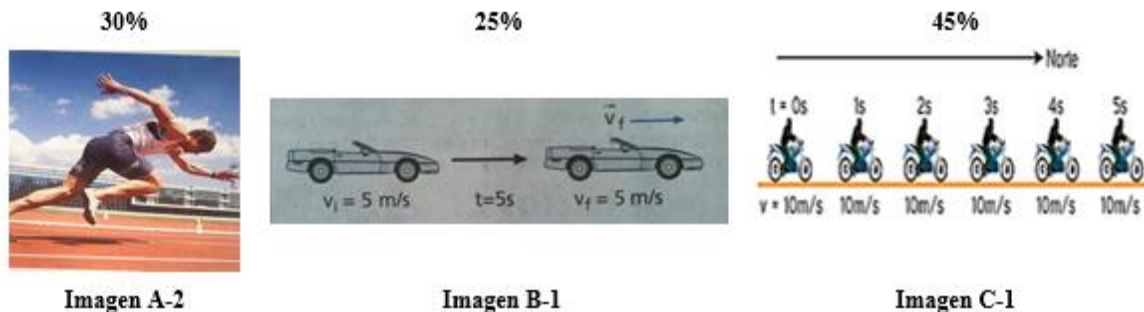 30%
25%
45%
Norte
t = 0s 1s 2s 3s 4s 5s
v = 10m/s 10m/s 10m/s 10m/s 10m/s 10m/s
v⃗f
vi = 5 m/s t=5s vf = 5 m/s
Imagen A-2
Imagen B-1
Imagen C-1